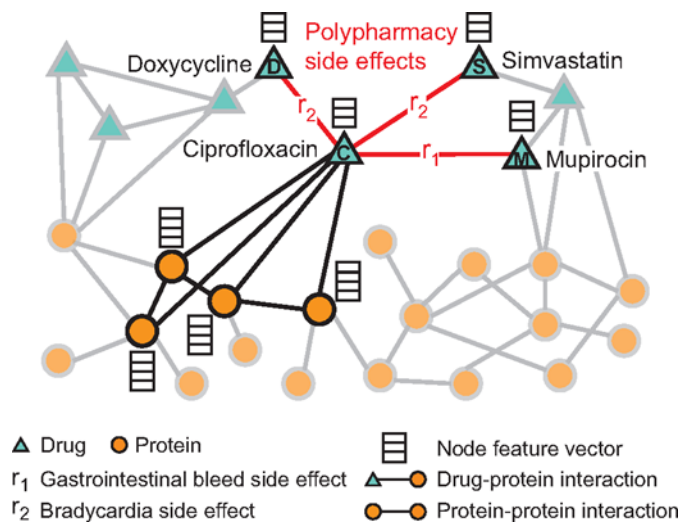 Polypharmacy
side effects
Doxycycline
D
S
Simvastatin
r2
r2
Ciprofloxacin
C
r1
M
Mupirocin
Drug
Protein
Node feature vector
r1 Gastrointestinal bleed side effect
Drug-protein interaction
r2 Bradycardia side effect
Protein-protein interaction